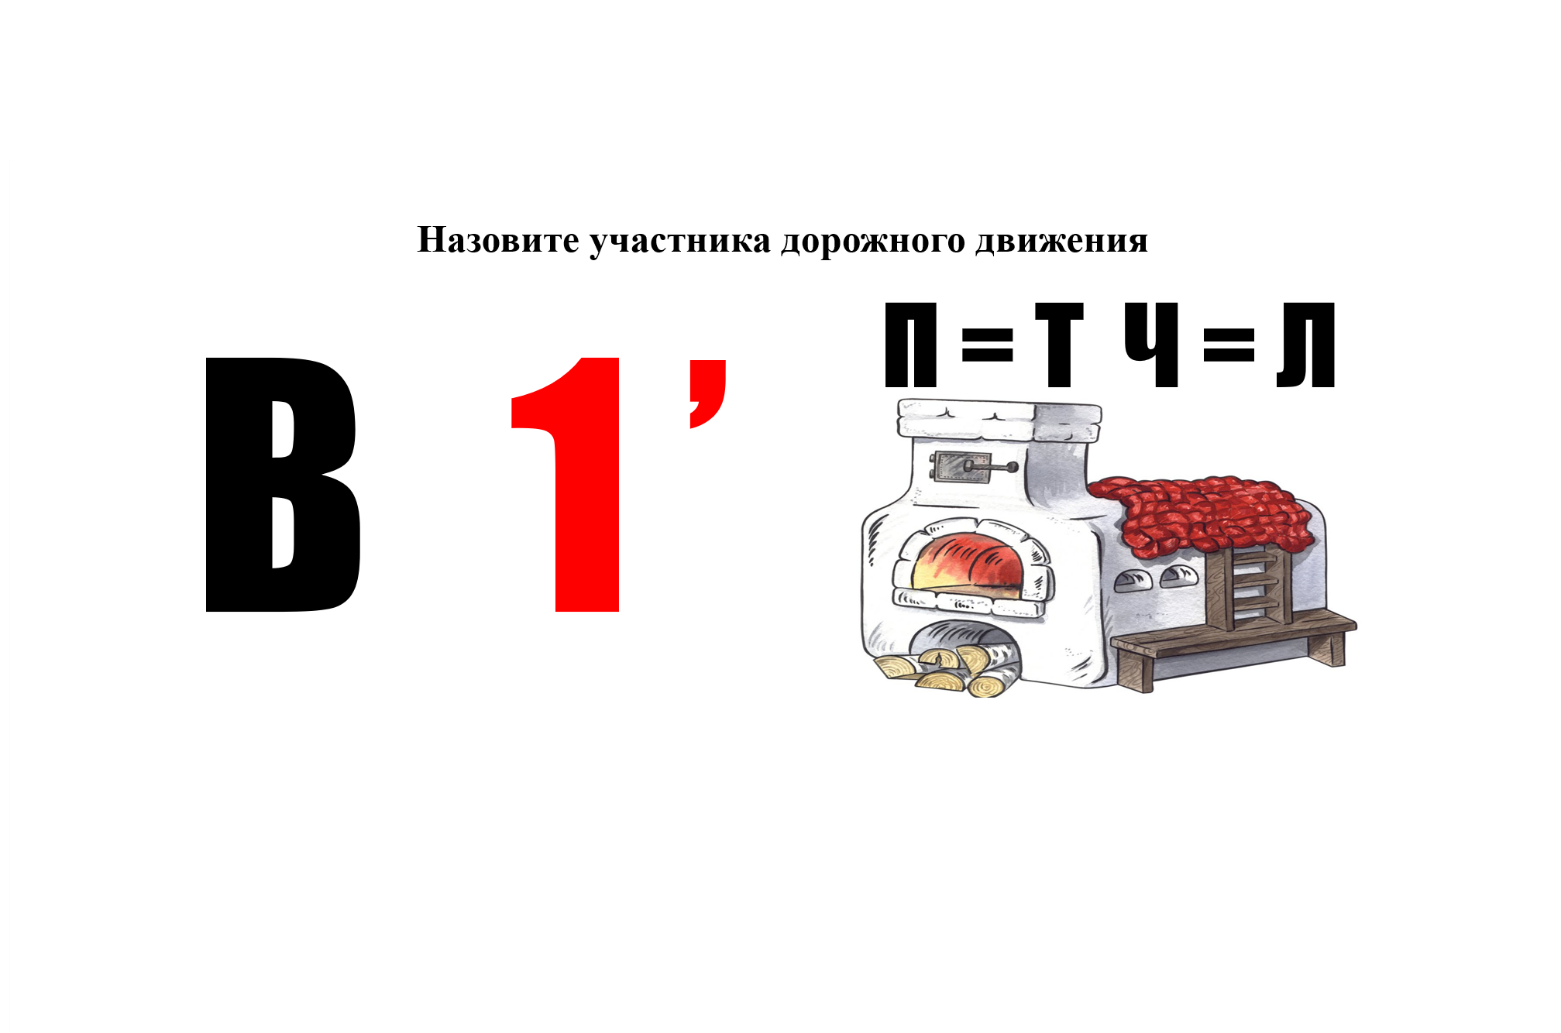 Назовите участника дорожного движения
П = Т Ч = Л
В 1 ’